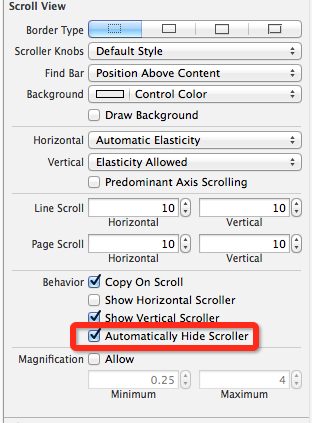 Scroll View
Border Type
Scroller Knobs Default Style
Find Bar Position Above Content
Background Control Color
Draw Background
Horizontal Automatic Elasticity
Vertical Elasticity Allowed
Predominant Axis Scrolling
Line Scroll 10 10
Horizontal Vertical
Page Scroll 10 10
Horizontal Vertical
Behavior Copy On Scroll
Show Horizontal Scroller
Show Vertical Scroller
Automatically Hide Scroller
Magnification Allow
0.25 4
Minimum Maximum